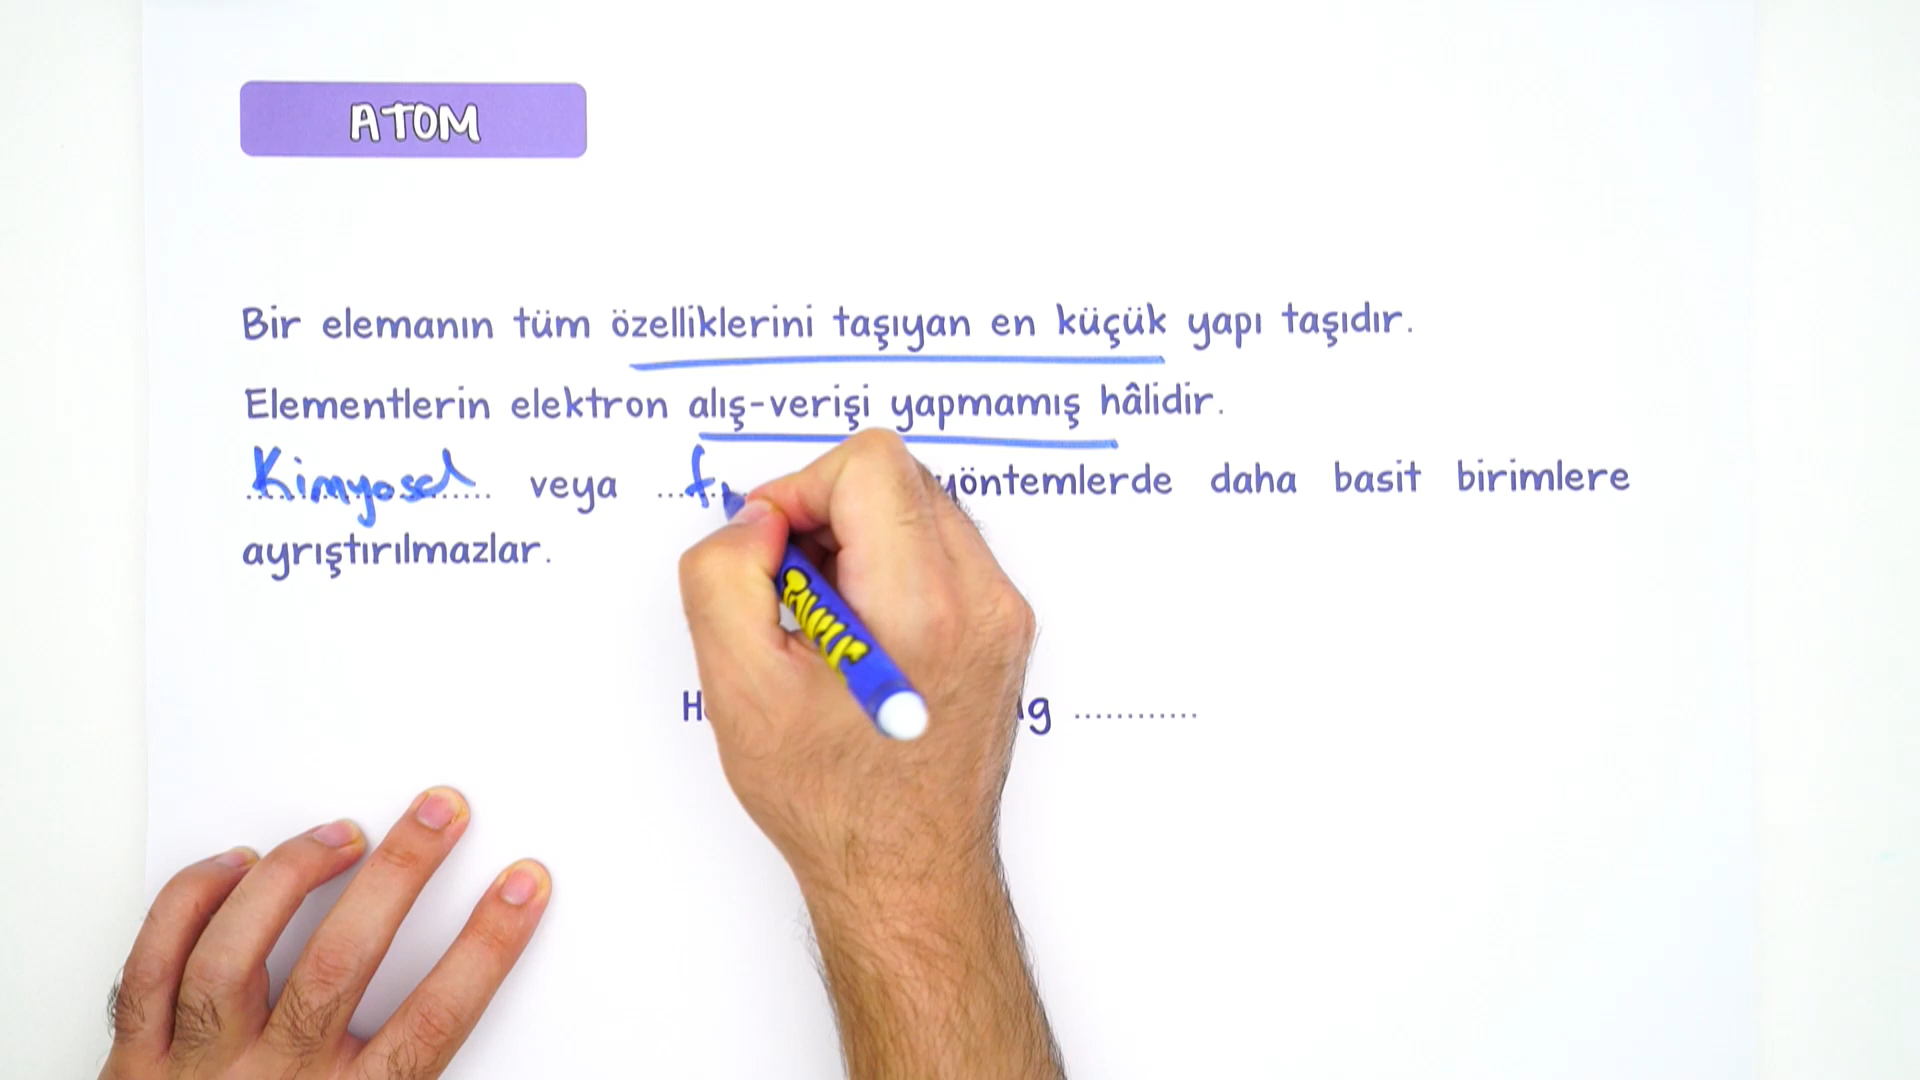 ATOM
Bir elemanın tüm özelliklerini taşıyan en küçük yapı taşıdır.
Elementlerin elektron alış-verişi yapmamış hâlidir.
Kimyasal veya f yöntemlerde daha basit birimlere
ayrıştırılmazlar.
............